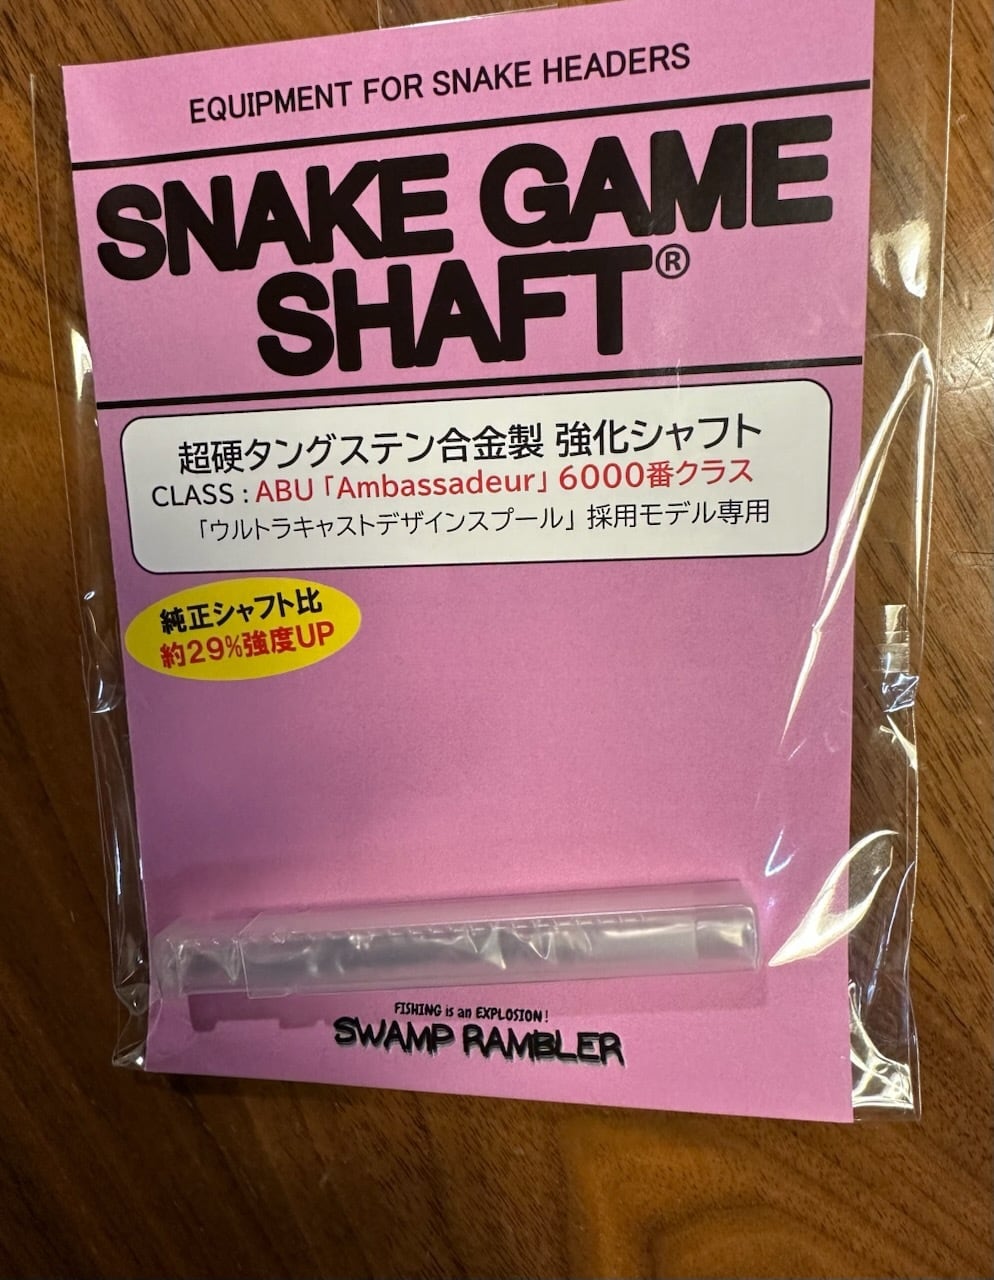 EQUIPMENT FOR SNAKE HEADERS
SNAKE GAME
SHAFT®
超硬タングステン合金製 強化シャフト
CLASS : ABU「Ambassadeur」6000番クラス
「ウルトラキャストデザインスプール」採用モデル専用
純正シャフト比
約29%強度UP
FISHING is an EXPLOSION!
SWAMP RAMBLER